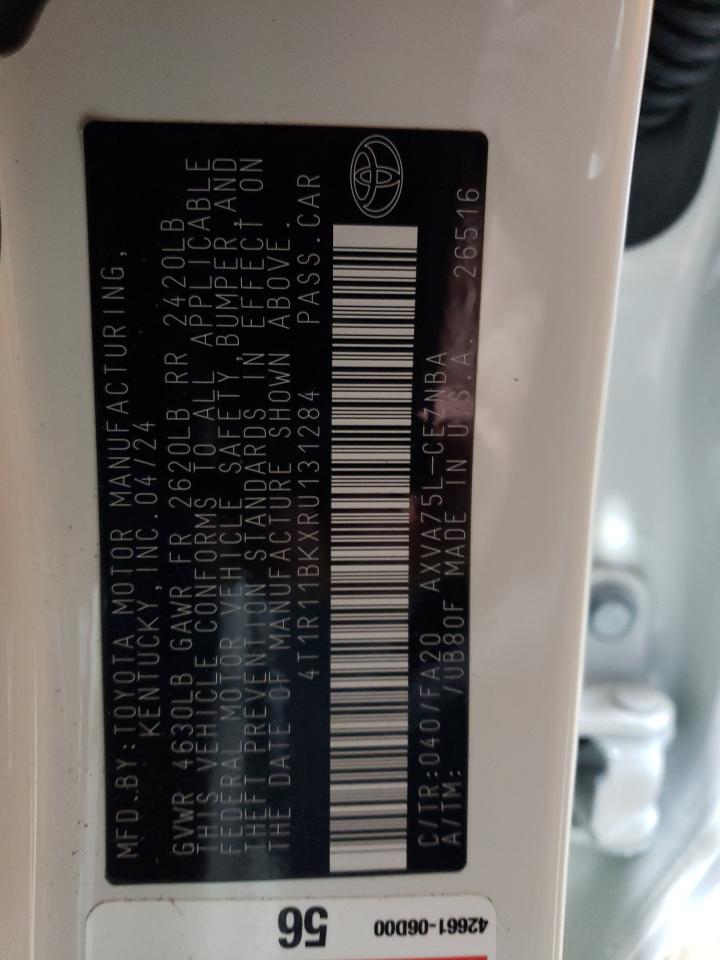 MFD.BY:TOYOTA MOTOR MANUFACTURING,
KENTUCKY,INC.04/24
GVWR 4630LB GAWR FR 2620LB RR 2420LB
THIS VEHICLE CONFORMS TO ALL APPLICABLE
FEDERAL MOTOR VEHICLE SAFETY,BUMPER,AND
THEFT PREVENTION STANDARDS IN EFFECT ON
THE DATE OF MANUFACTURE SHOWN ABOVE.
4T1R11BKXRU131284 PASS.CAR
C/TR:040/FA20 AXVA75L-CEZNBA
A/TM: /UB80F MADE IN U.S.A. 26516
56
42661-06D00